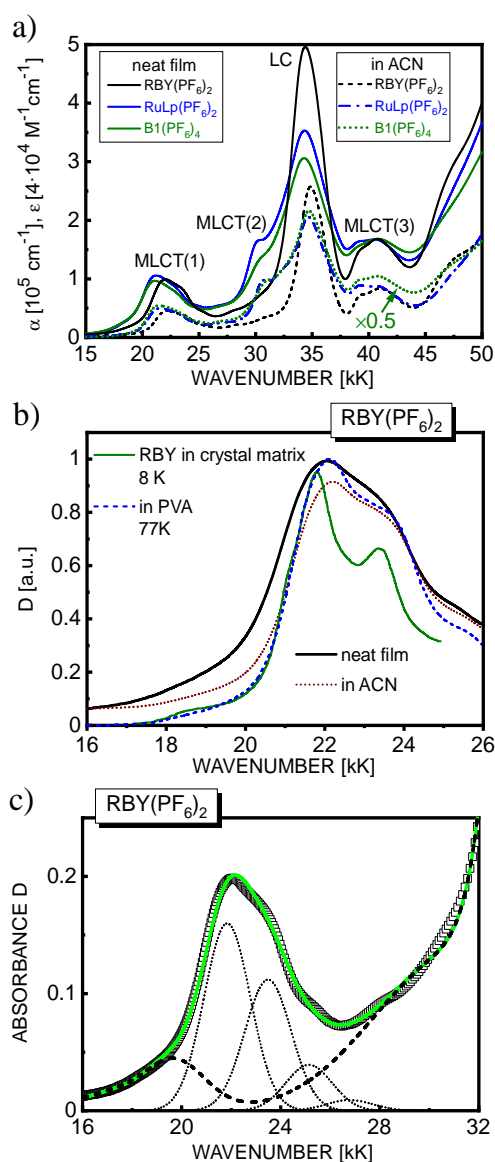 a)
neat film
RBY(PF6)2
RuLp(PF6)2
B1(PF6)4
LC
in ACN
RBY(PF6)2
RuLp(PF6)2
B1(PF6)4
MLCT(1)
MLCT(2)
MLCT(3)
×0.5
α [10^5 cm^-1], ε [4·10^4 M^-1cm^-1]
5
4
3
2
1
0
15 20 25 30 35 40 45 50
WAVENUMBER [kK]
b)
RBY(PF6)2
RBY in crystal matrix
8 K
in PVA
77K
neat film
in ACN
D [a.u.]
1
0.8
0.6
0.4
0.2
0
16 18 20 22 24 26
WAVENUMBER [kK]
c)
RBY(PF6)2
ABSORBANCE D
0.2
0.1
0
16 20 24 28 32
WAVENUMBER [kK]